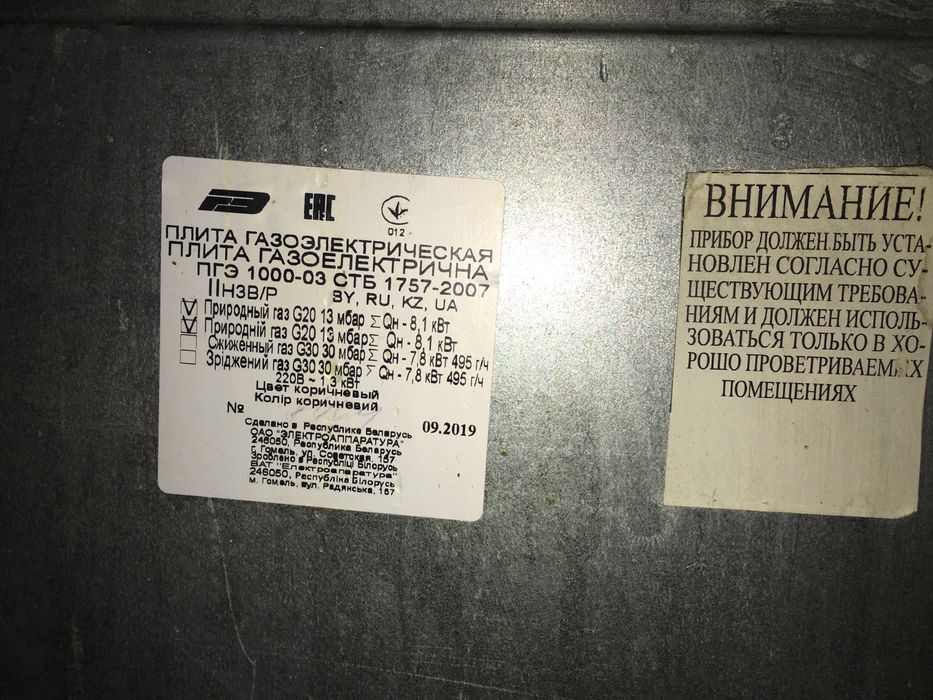 ЕАС
012
ПЛИТА ГАЗОЭЛЕКТРИЧЕСКАЯ
ПЛИТА ГАЗОЕЛЕКТРИЧНА
ПГЭ 1000-03 СТБ 1757-2007
IIН3В/Р BY, RU, KZ, UA
Природный газ G20 13 мбар ∑ Qн - 8,1 кВт
Природній газ G20 13 мбар ∑ Qн - 8,1 кВт
Сжиженный газ G30 30 мбар ∑ Qн - 7,8 кВт 495 г/ч
Зріджений газ G30 30 мбар ∑ Qн - 7,8 кВт 495 г/ч
220В ~ 1,3 кВт
Цвет коричневый
Колір коричневий
№
09.2019
Сделано в Республике Беларусь
ОАО "ЭЛЕКТРОАППАРАТУРА"
246050, Республика Беларусь
г. Гомель, ул. Советская, 157
Зроблено в Республіці Білорусь
ВАТ "Електроапаратура"
246050, Республіка Білорусь
м. Гомель, вул. Радянська, 157
ВНИМАНИЕ!
ПРИБОР ДОЛЖЕН БЫТЬ УСТА-
НОВЛЕН СОГЛАСНО СУ-
ЩЕСТВУЮЩИМ ТРЕБОВА-
НИЯМ И ДОЛЖЕН ИСПОЛЬ-
ЗОВАТЬСЯ ТОЛЬКО В ХО-
РОШО ПРОВЕТРИВАЕМЫХ
ПОМЕЩЕНИЯХ